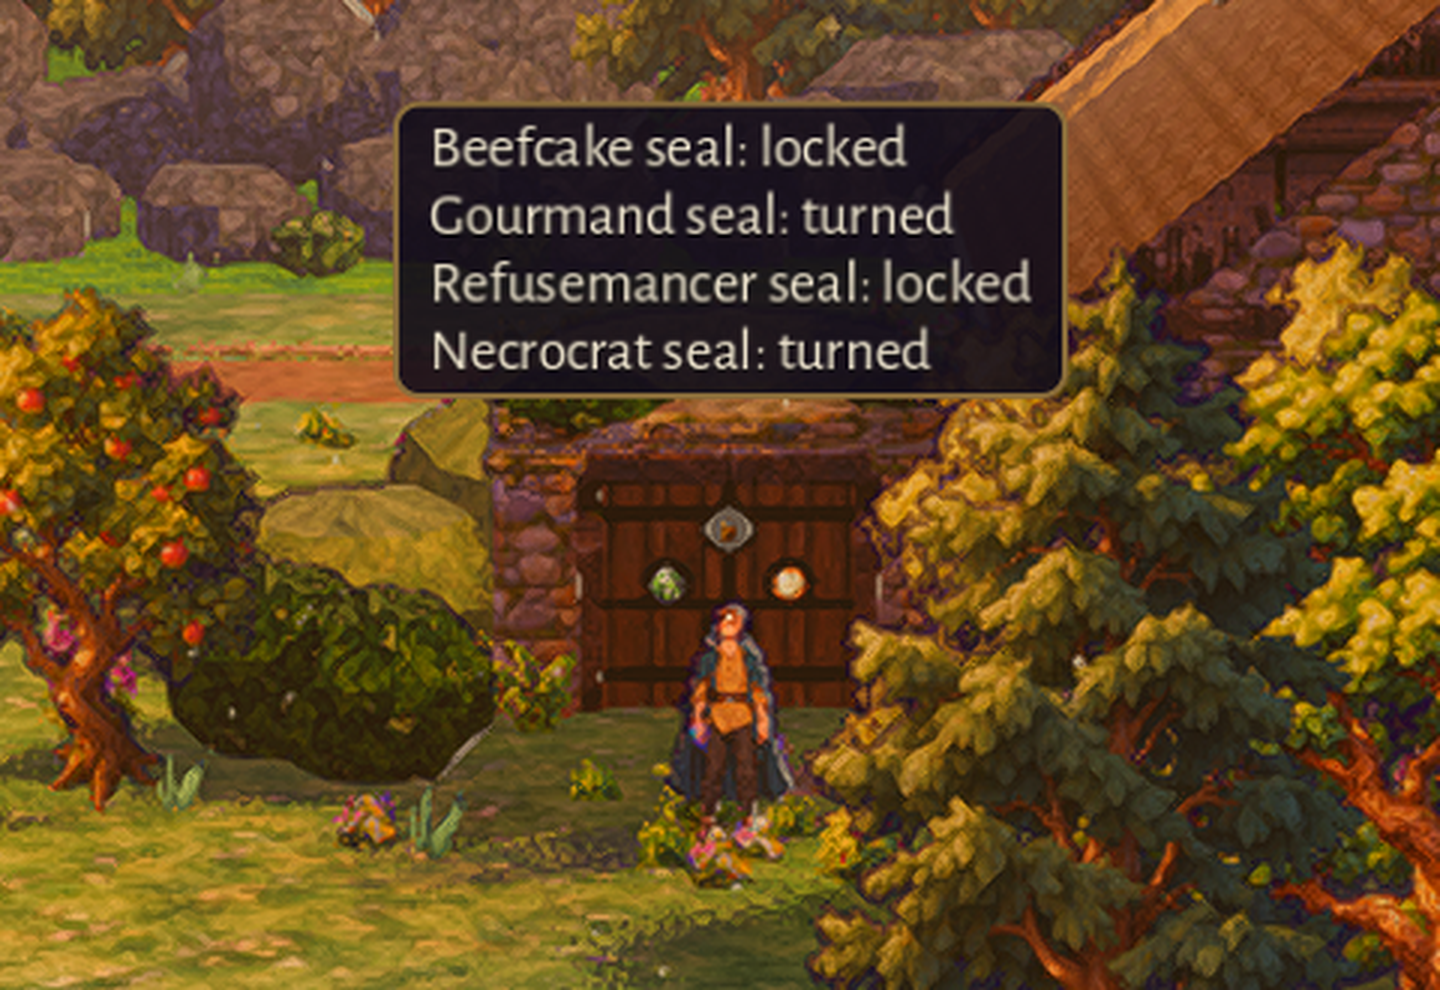 Beefcake seal: locked
Gourmand seal: turned
Refusemancer seal: locked
Necrocrat seal: turned